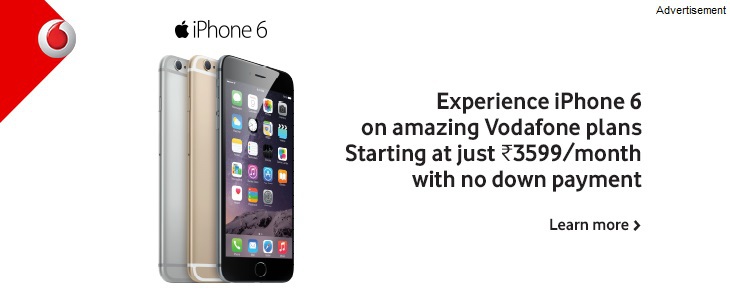 Advertisement
iPhone 6
Experience iPhone 6
on amazing Vodafone plans
Starting at just ₹3599/month
with no down payment
Learn more >